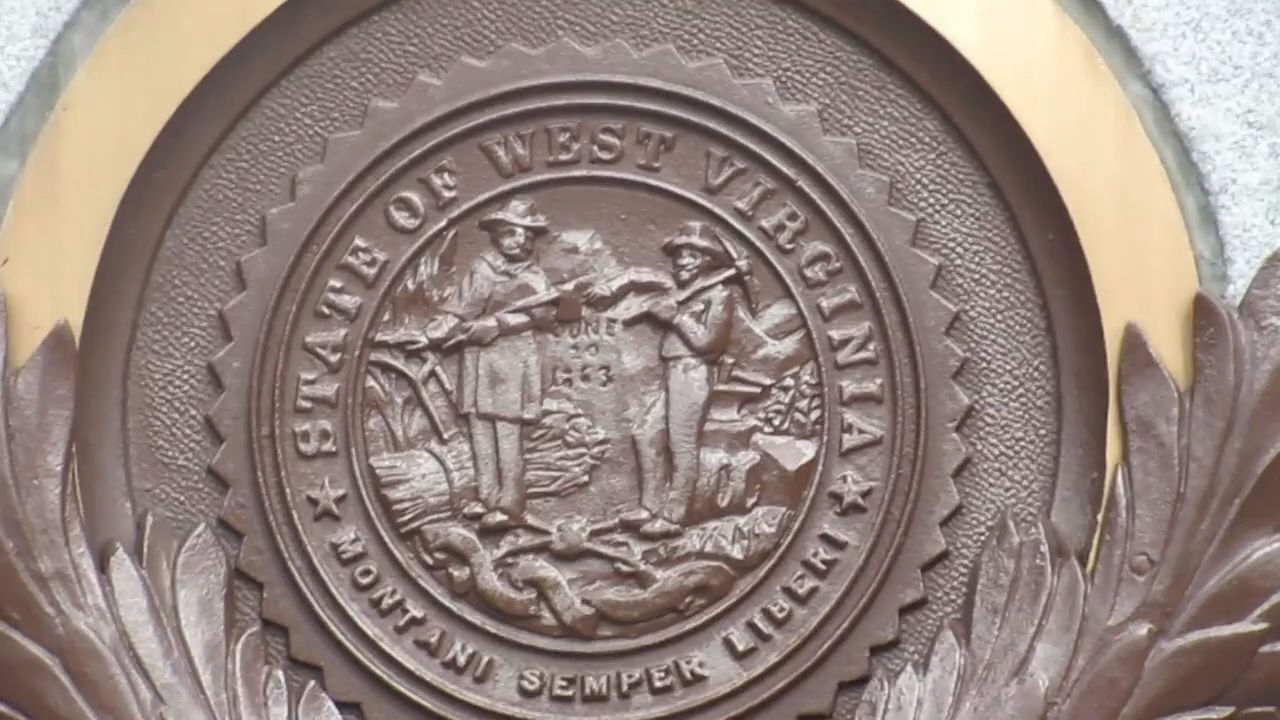 STATE OF WEST VIRGINIA
JUNE
20
1863
MONTANI SEMPER LIBERI